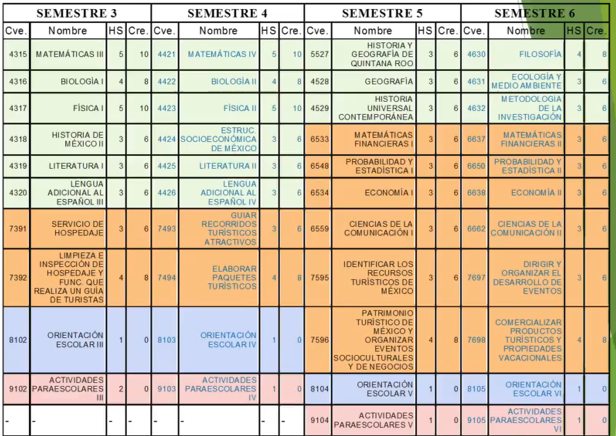 SEMESTRE 3 SEMESTRE 4 SEMESTRE 5 SEMESTRE 6
Cve. Nombre HS Cre. Cve. Nombre HS Cre. Cve. Nombre HS Cre. Cve. Nombre HS Cre.
4315 MATEMÁTICAS III 5 10 4421 MATEMÁTICAS IV 5 10 5527 HISTORIA Y GEOGRAFÍA DE QUINTANA ROO 3 6 4630 FILOSOFÍA 4 8
4316 BIOLOGÍA I 4 8 4422 BIOLOGÍA II 4 8 4528 GEOGRAFÍA 3 6 4631 ECOLOGÍA Y MEDIO AMBIENTE 3 6
4317 FÍSICA I 5 10 4423 FÍSICA II 5 10 4529 HISTORIA UNIVERSAL CONTEMPORÁNEA 3 6 4632 METODOLOGÍA DE LA INVESTIGACIÓN 3 6
4318 HISTORIA DE MÉXICO II 3 6 4424 ESTRUC. SOCIOECONÓMICA DE MÉXICO 3 6 6533 MATEMÁTICAS FINANCIERAS I 3 6 6637 MATEMÁTICAS FINANCIERAS II 3 6
4319 LITERATURA I 3 6 4425 LITERATURA II 3 6 6548 PROBABILIDAD Y ESTADÍSTICA I 3 6 6650 PROBABILIDAD Y ESTADÍSTICA II 3 6
4320 LENGUA ADICIONAL AL ESPAÑOL III 3 6 4426 LENGUA ADICIONAL AL ESPAÑOL IV 3 6 6534 ECONOMÍA I 3 6 6638 ECONOMÍA II 3 6
7391 SERVICIO DE HOSPEDAJE 3 6 7493 GUIAR RECORRIDOS TURÍSTICOS ATRACTIVOS 3 6 6559 CIENCIAS DE LA COMUNICACIÓN I 3 6 6662 CIENCIAS DE LA COMUNICACIÓN II 3 6
7392 LIMPIEZA E INSPECCIÓN DE HOSPEDAJE Y FUNC. QUE REALIZA UN GUÍA DE TURISTAS 4 8 7494 ELABORAR PAQUETES TURÍSTICOS 4 8 7595 IDENTIFICAR LOS RECURSOS TURÍSTICOS DE MÉXICO 3 6 7697 DIRIGIR Y ORGANIZAR EL DESARROLLO DE EVENTOS 3 6
8102 ORIENTACIÓN ESCOLAR III 1 0 8103 ORIENTACIÓN ESCOLAR IV 1 0 7596 PATRIMONIO TURÍSTICO DE MÉXICO Y ORGANIZAR EVENTOS SOCIOCULTURALES Y DE NEGOCIOS 4 8 7698 COMERCIALIZAR PRODUCTOS TURÍSTICOS Y PROPIEDADES VACACIONALES 4 8
9102 ACTIVIDADES PARAESCOLARES III 2 0 9103 ACTIVIDADES PARAESCOLARES IV 1 0 8104 ORIENTACIÓN ESCOLAR V 1 0 8105 ORIENTACIÓN ESCOLAR VI 1 0
- - - - - - - - 9104 ACTIVIDADES PARAESCOLARES V 1 0 9105 ACTIVIDADES PARAESCOLARES VI 1 0